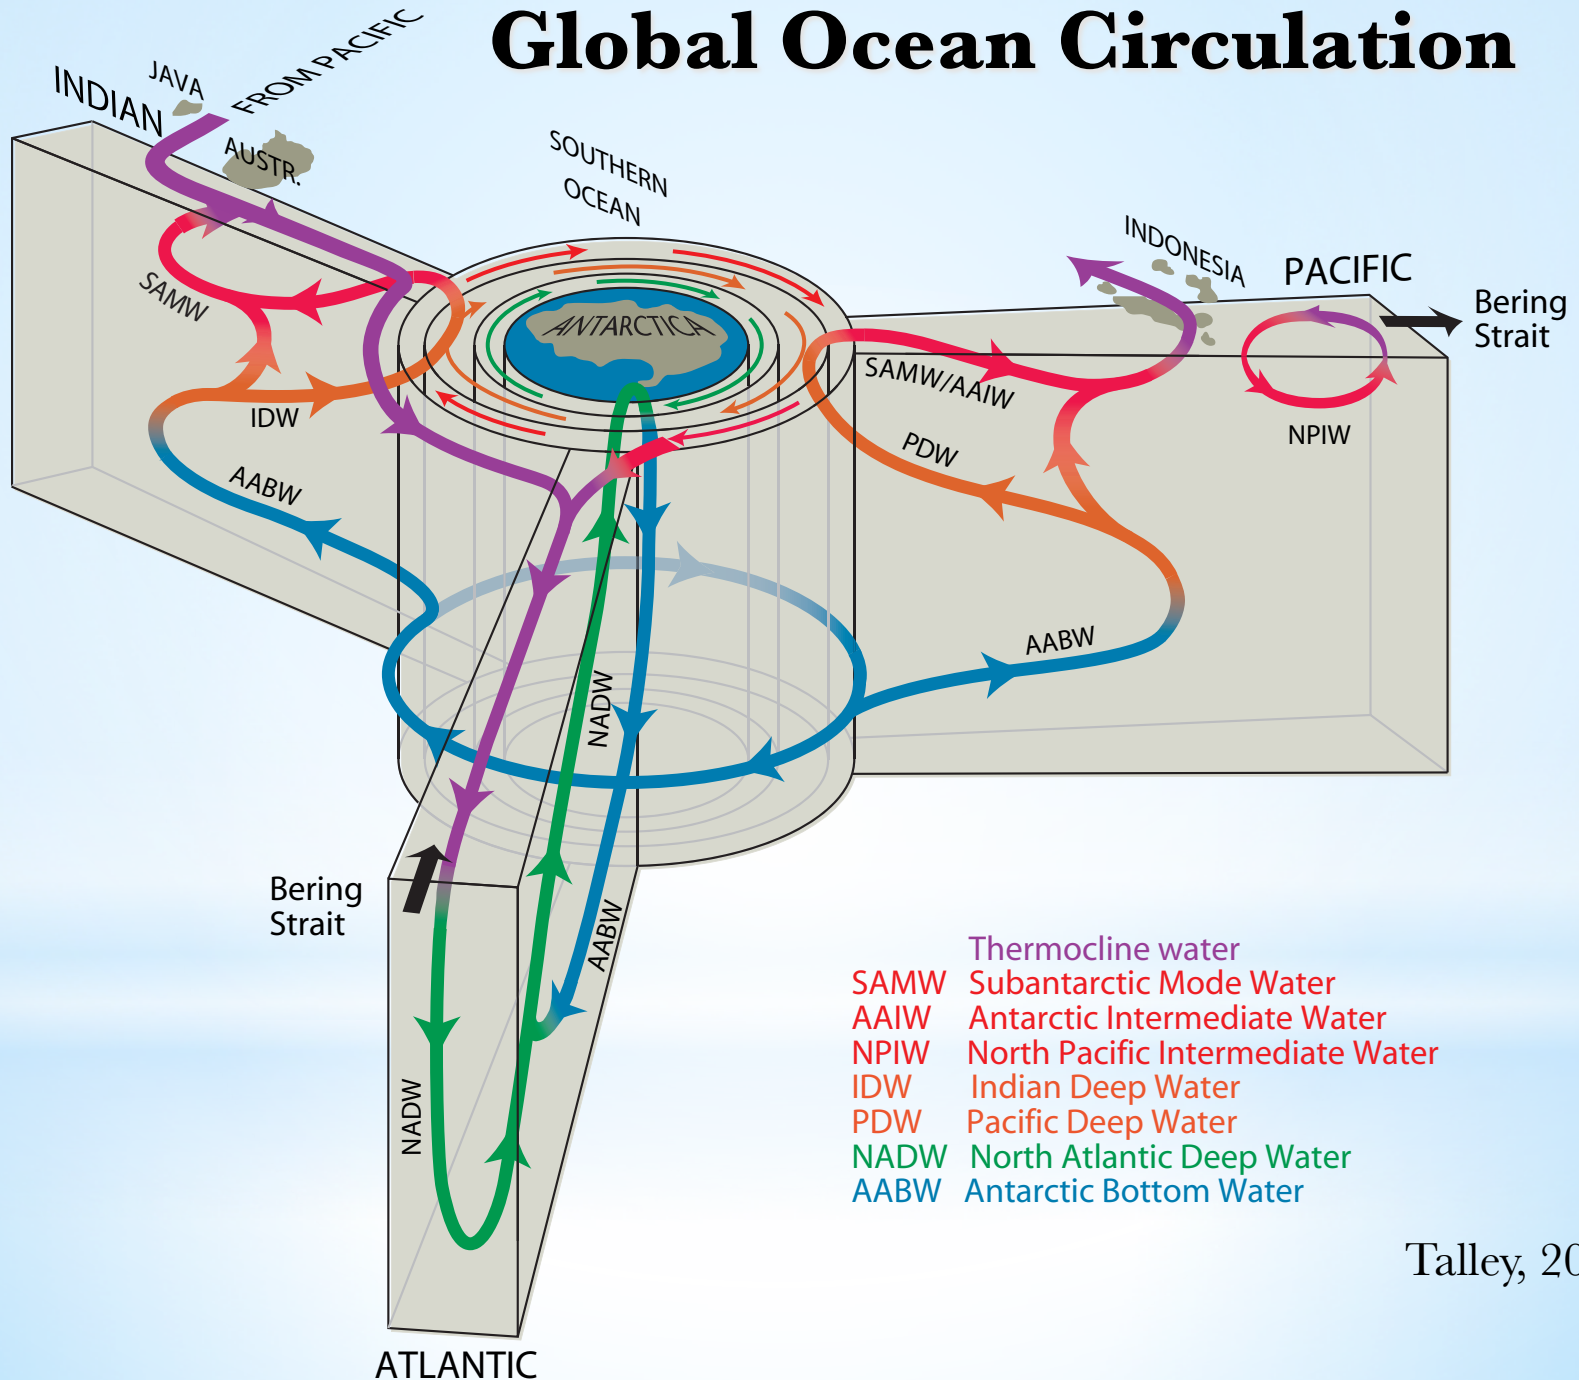 Global Ocean Circulation
JAVA
FROM PACIFIC
INDIAN
AUSTR.
SOUTHERN
OCEAN
INDONESIA
PACIFIC
Bering
Strait
ANTARCTICA
SAMW
SAMW/AAIW
NPIW
IDW
PDW
AABW
AABW
NADW
Bering
Strait
AABW
NADW
Thermocline water
SAMW Subantarctic Mode Water
AAIW Antarctic Intermediate Water
NPIW North Pacific Intermediate Water
IDW Indian Deep Water
PDW Pacific Deep Water
NADW North Atlantic Deep Water
AABW Antarctic Bottom Water
Talley, 20
ATLANTIC